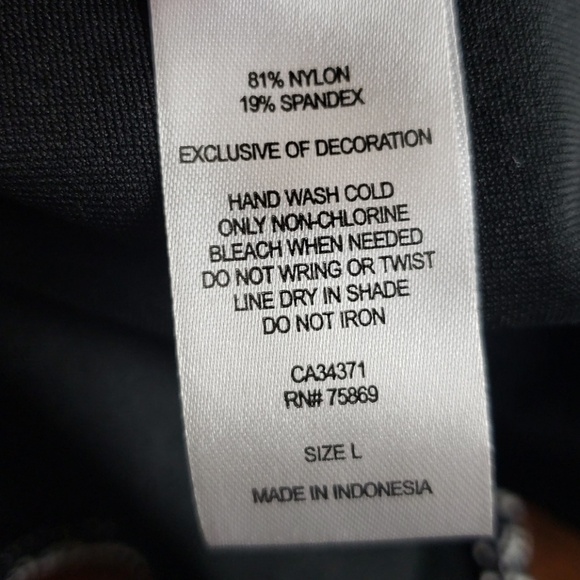 81% NYLON
19% SPANDEX
EXCLUSIVE OF DECORATION
HAND WASH COLD
ONLY NON-CHLORINE
BLEACH WHEN NEEDED
DO NOT WRING OR TWIST
LINE DRY IN SHADE
DO NOT IRON
CA34371
RN# 75869
SIZE L
MADE IN INDONESIA